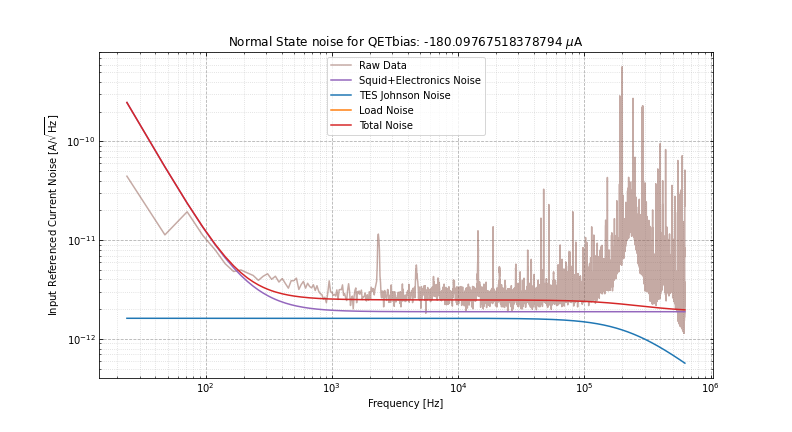 Normal State noise for QETbias: -180.09767518378794 μA
Raw Data
Squid+Electronics Noise
TES Johnson Noise
Load Noise
Total Noise
Input Referenced Current Noise [A/√Hz]
10⁻¹⁰
10⁻¹¹
10⁻¹²
10² 10³ 10⁴ 10⁵ 10⁶
Frequency [Hz]